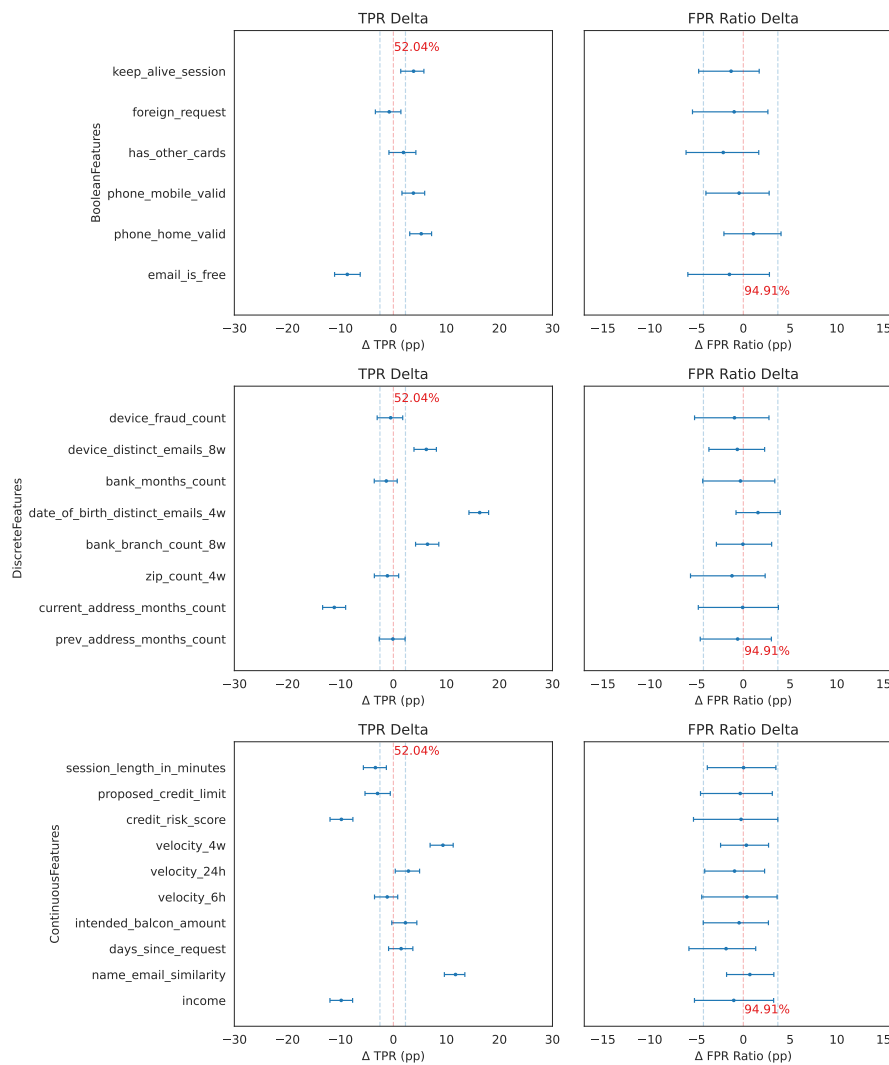 TPR Delta
FPR Ratio Delta
BooleanFeatures
52.04%
keep_alive_session
foreign_request
has_other_cards
phone_mobile_valid
phone_home_valid
email_is_free
94.91%
−30 −20 −10 0 10 20 30
−15 −10 −5 0 5 10 15
Δ TPR (pp)
Δ FPR Ratio (pp)
TPR Delta
FPR Ratio Delta
DiscreteFeatures
52.04%
device_fraud_count
device_distinct_emails_8w
bank_months_count
date_of_birth_distinct_emails_4w
bank_branch_count_8w
zip_count_4w
current_address_months_count
prev_address_months_count
94.91%
−30 −20 −10 0 10 20 30
−15 −10 −5 0 5 10 15
Δ TPR (pp)
Δ FPR Ratio (pp)
TPR Delta
FPR Ratio Delta
ContinuousFeatures
52.04%
session_length_in_minutes
proposed_credit_limit
credit_risk_score
velocity_4w
velocity_24h
velocity_6h
intended_balcon_amount
days_since_request
name_email_similarity
income
94.91%
−30 −20 −10 0 10 20 30
−15 −10 −5 0 5 10 15
Δ TPR (pp)
Δ FPR Ratio (pp)